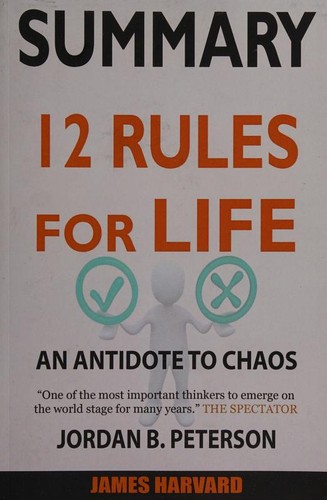 SUMMARY
12 RULES
FOR LIFE
AN ANTIDOTE TO CHAOS
“One of the most important thinkers to emerge on
the world stage for many years.” THE SPECTATOR
JORDAN B. PETERSON
JAMES HARVARD